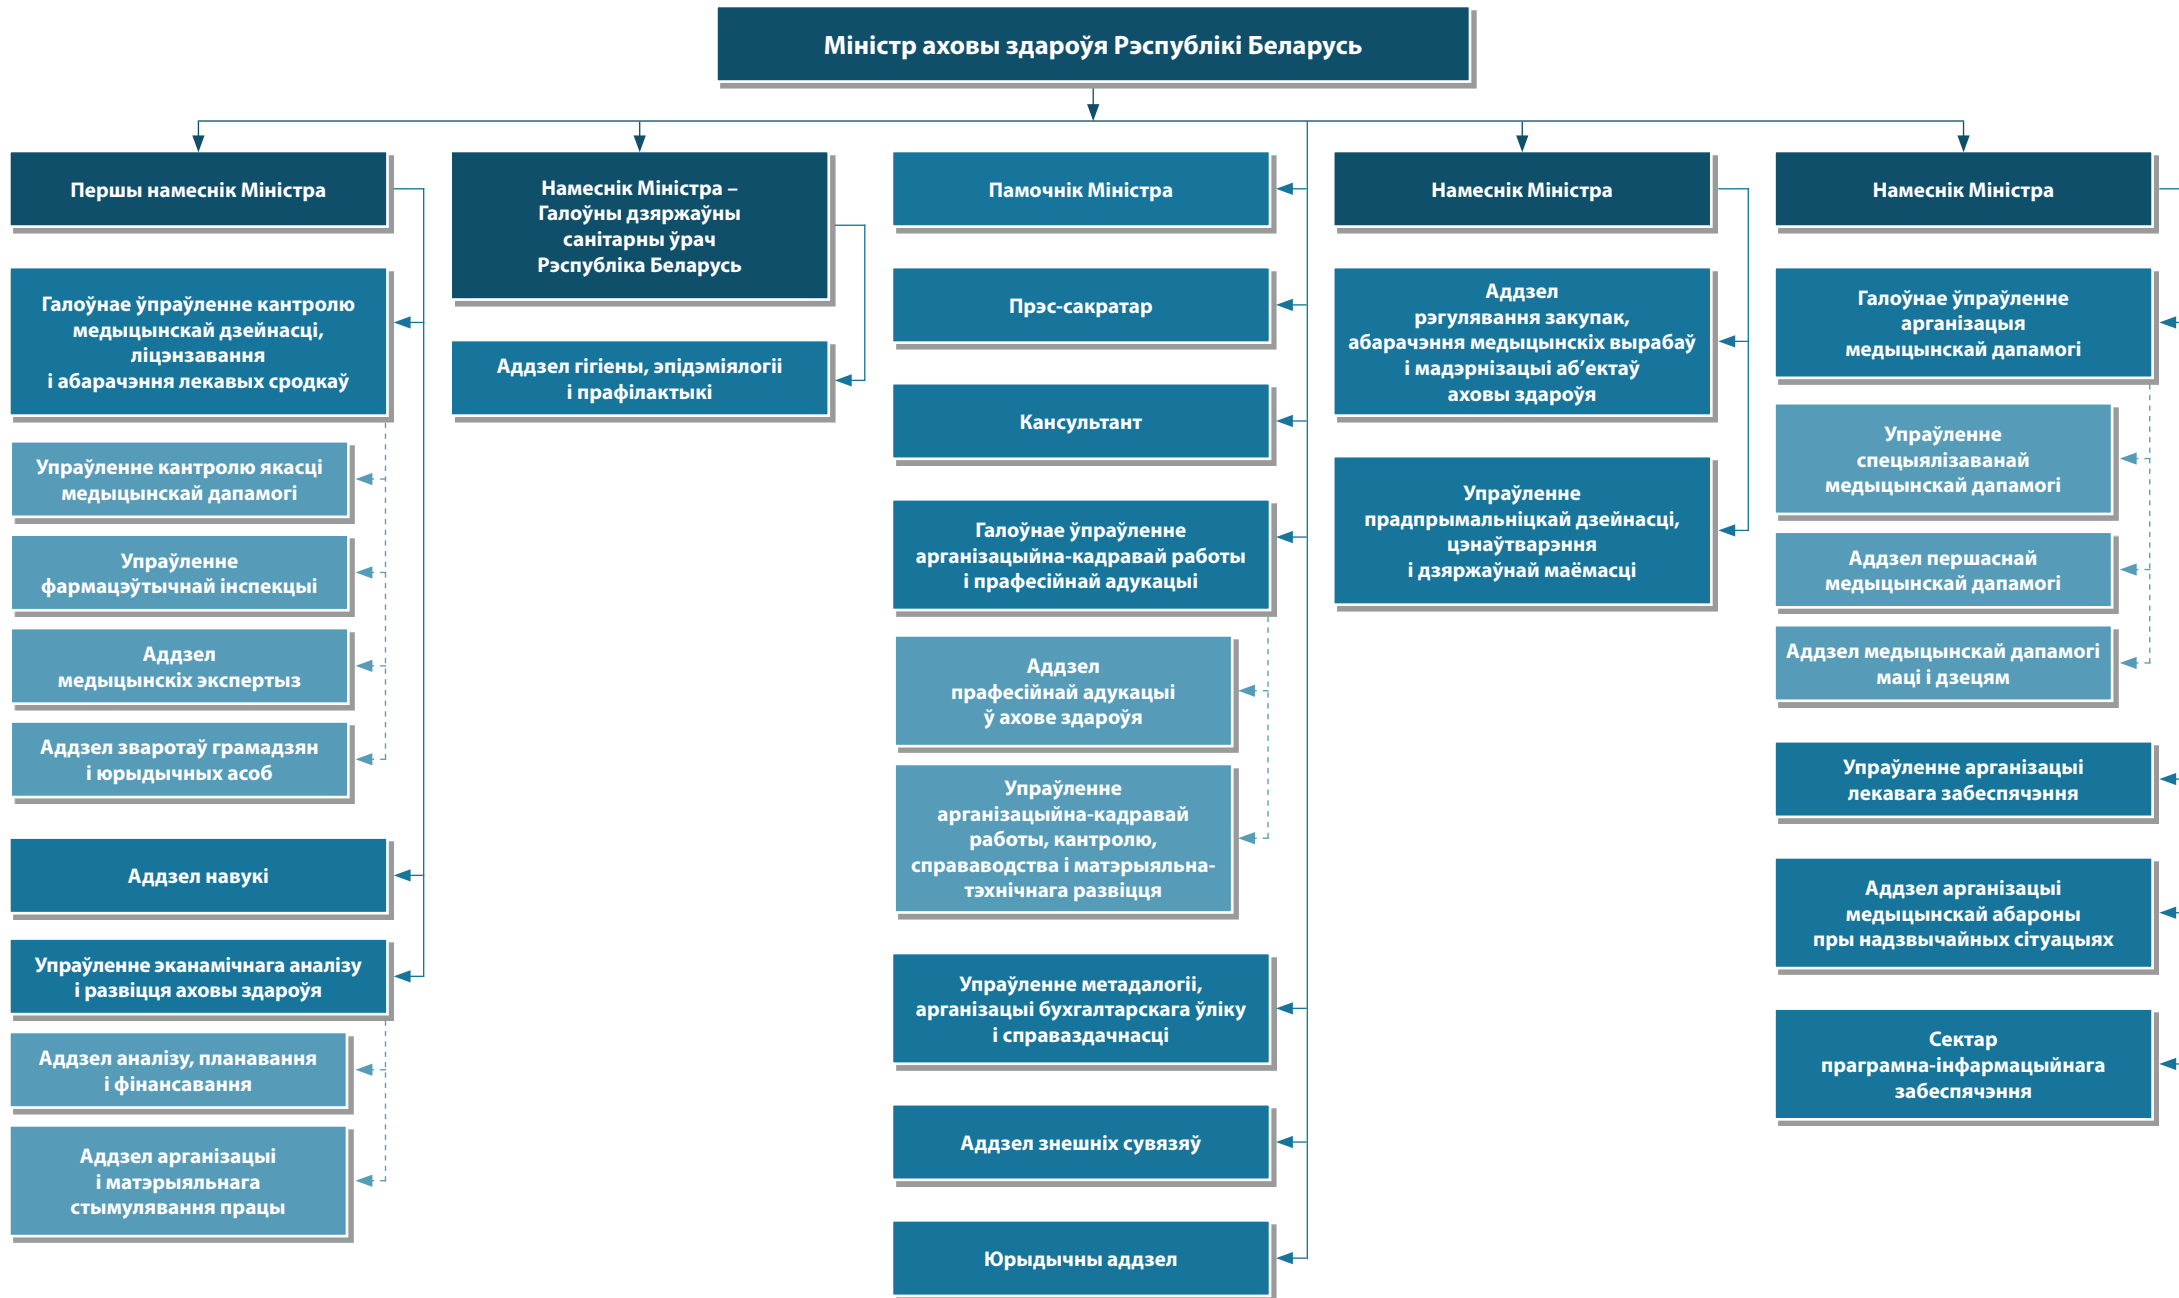 Міністр аховы здароўя Рэспублікі Беларусь
Першы намеснік Міністра
Галоўнае ўпраўленне кантролю
медыцынскай дзейнасці,
ліцэнзавання
і абарачэння лекавых сродкаў
Упраўленне кантролю якасці
медыцынскай дапамогі
Упраўленне
фармацэўтычнай інспекцыі
Аддзел
медыцынскіх экспертыз
Аддзел зваротаў грамадзян
і юрыдычных асоб
Аддзел навукі
Упраўленне эканамічнага аналізу
і развіцця аховы здароўя
Аддзел аналізу, планавання
і фінансавання
Аддзел арганізацыі
і матэрыяльнага
стымулявання працы
Намеснік Міністра –
Галоўны дзяржаўны
санітарны ўрач
Рэспубліка Беларусь
Аддзел гігіены, эпідэміялогіі
і прафілактыкі
Памочнік Міністра
Прэс-сакратар
Кансультант
Галоўнае ўпраўленне
арганізацыйна-кадравай работы
і прафесійнай адукацыі
Аддзел
прафесійнай адукацыі
ў ахове здароўя
Упраўленне
арганізацыйна-кадравай
работы, кантролю,
справаводства і матэрыяльна-
тэхнічнага развіцця
Упраўленне метадалогіі,
арганізацыі бухгалтарскага ўліку
і справаздачнасці
Аддзел знешніх сувязяў
Юрыдычны аддзел
Намеснік Міністра
Аддзел
рэгулявання закупак,
абарачэння медыцынскіх вырабаў
і мадэрнізацыі аб’ектаў
аховы здароўя
Упраўленне
прадпрымальніцкай дзейнасці,
цэнаўтварэння
і дзяржаўнай маёмасці
Намеснік Міністра
Галоўнае ўпраўленне
арганізацыя
медыцынскай дапамогі
Упраўленне
спецыялізаванай
медыцынскай дапамогі
Аддзел першаснай
медыцынскай дапамогі
Аддзел медыцынскай дапамогі
маці і дзецям
Упраўленне арганізацыі
лекавага забеспячэння
Аддзел арганізацыі
медыцынскай абароны
пры надзвычайных сітуацыях
Сектар
праграмна-інфармацыйнага
забеспячэння